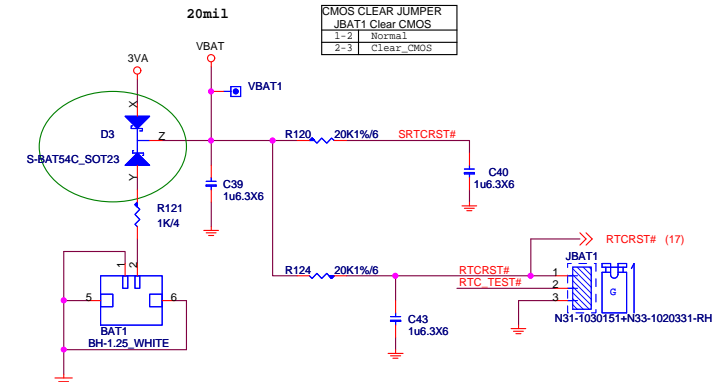 20mil
CMOS CLEAR JUMPER
JBAT1 Clear CMOS
1-2 Normal
2-3 Clear_CMOS
VBAT
3VA
VBAT1
X
D3
Z
S-BAT54C_SOT23
Y
R120
20K1%/6
SRTCRST#
C39
1u6.3X6
C40
1u6.3X6
R121
1K/4
RTCRST# (17)
JBAT1
R124
20K1%/6
RTCRST#
RTC_TEST#
1
2
3
G
1
N31-1030151+N33-1020331-RH
1
2
5
6
BAT1
BH-1.25_WHITE
C43
1u6.3X6